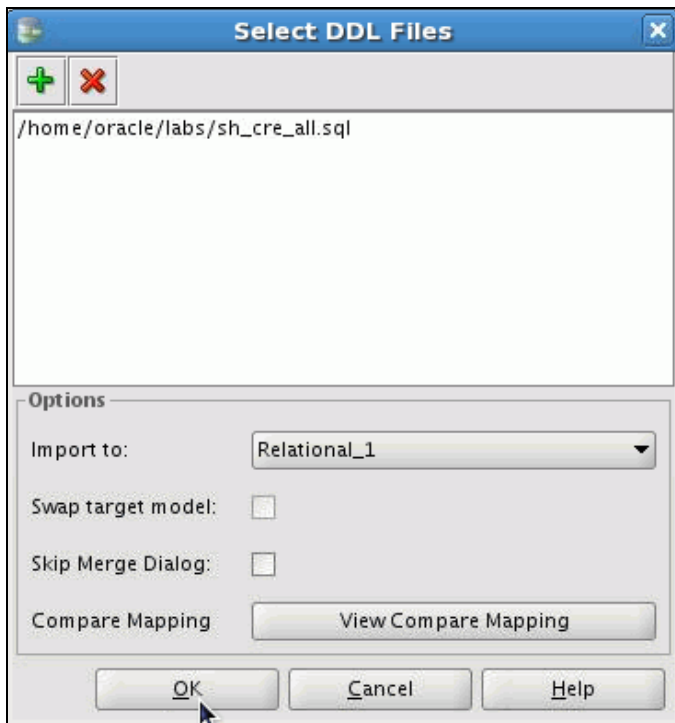 Select DDL Files
/home/oracle/labs/sh_cre_all.sql
Options
Import to: Relational_1
Swap target model:
Skip Merge Dialog:
Compare Mapping View Compare Mapping
OK Cancel Help